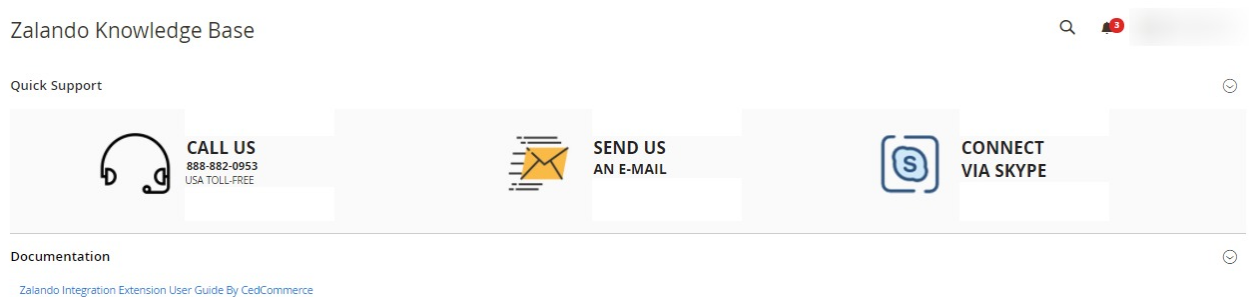 Zalando Knowledge Base
3
Quick Support
CALL US
888-882-0953
USA TOLL-FREE
SEND US
AN E-MAIL
S
CONNECT
VIA SKYPE
Documentation
Zalando Integration Extension User Guide By CedCommerce